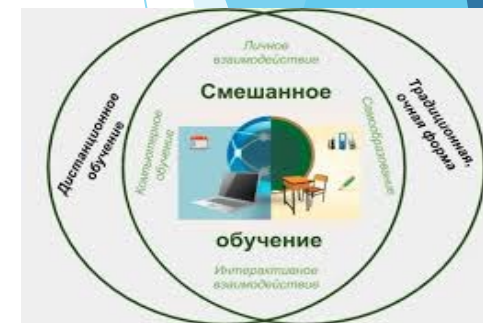 Личное
взаимодействие
Смешанное
Дистанционное
обучение
Компьютерное
обучение
Самообразование
Традиционная,
очная форма
обучение
Интерактивное
взаимодействие